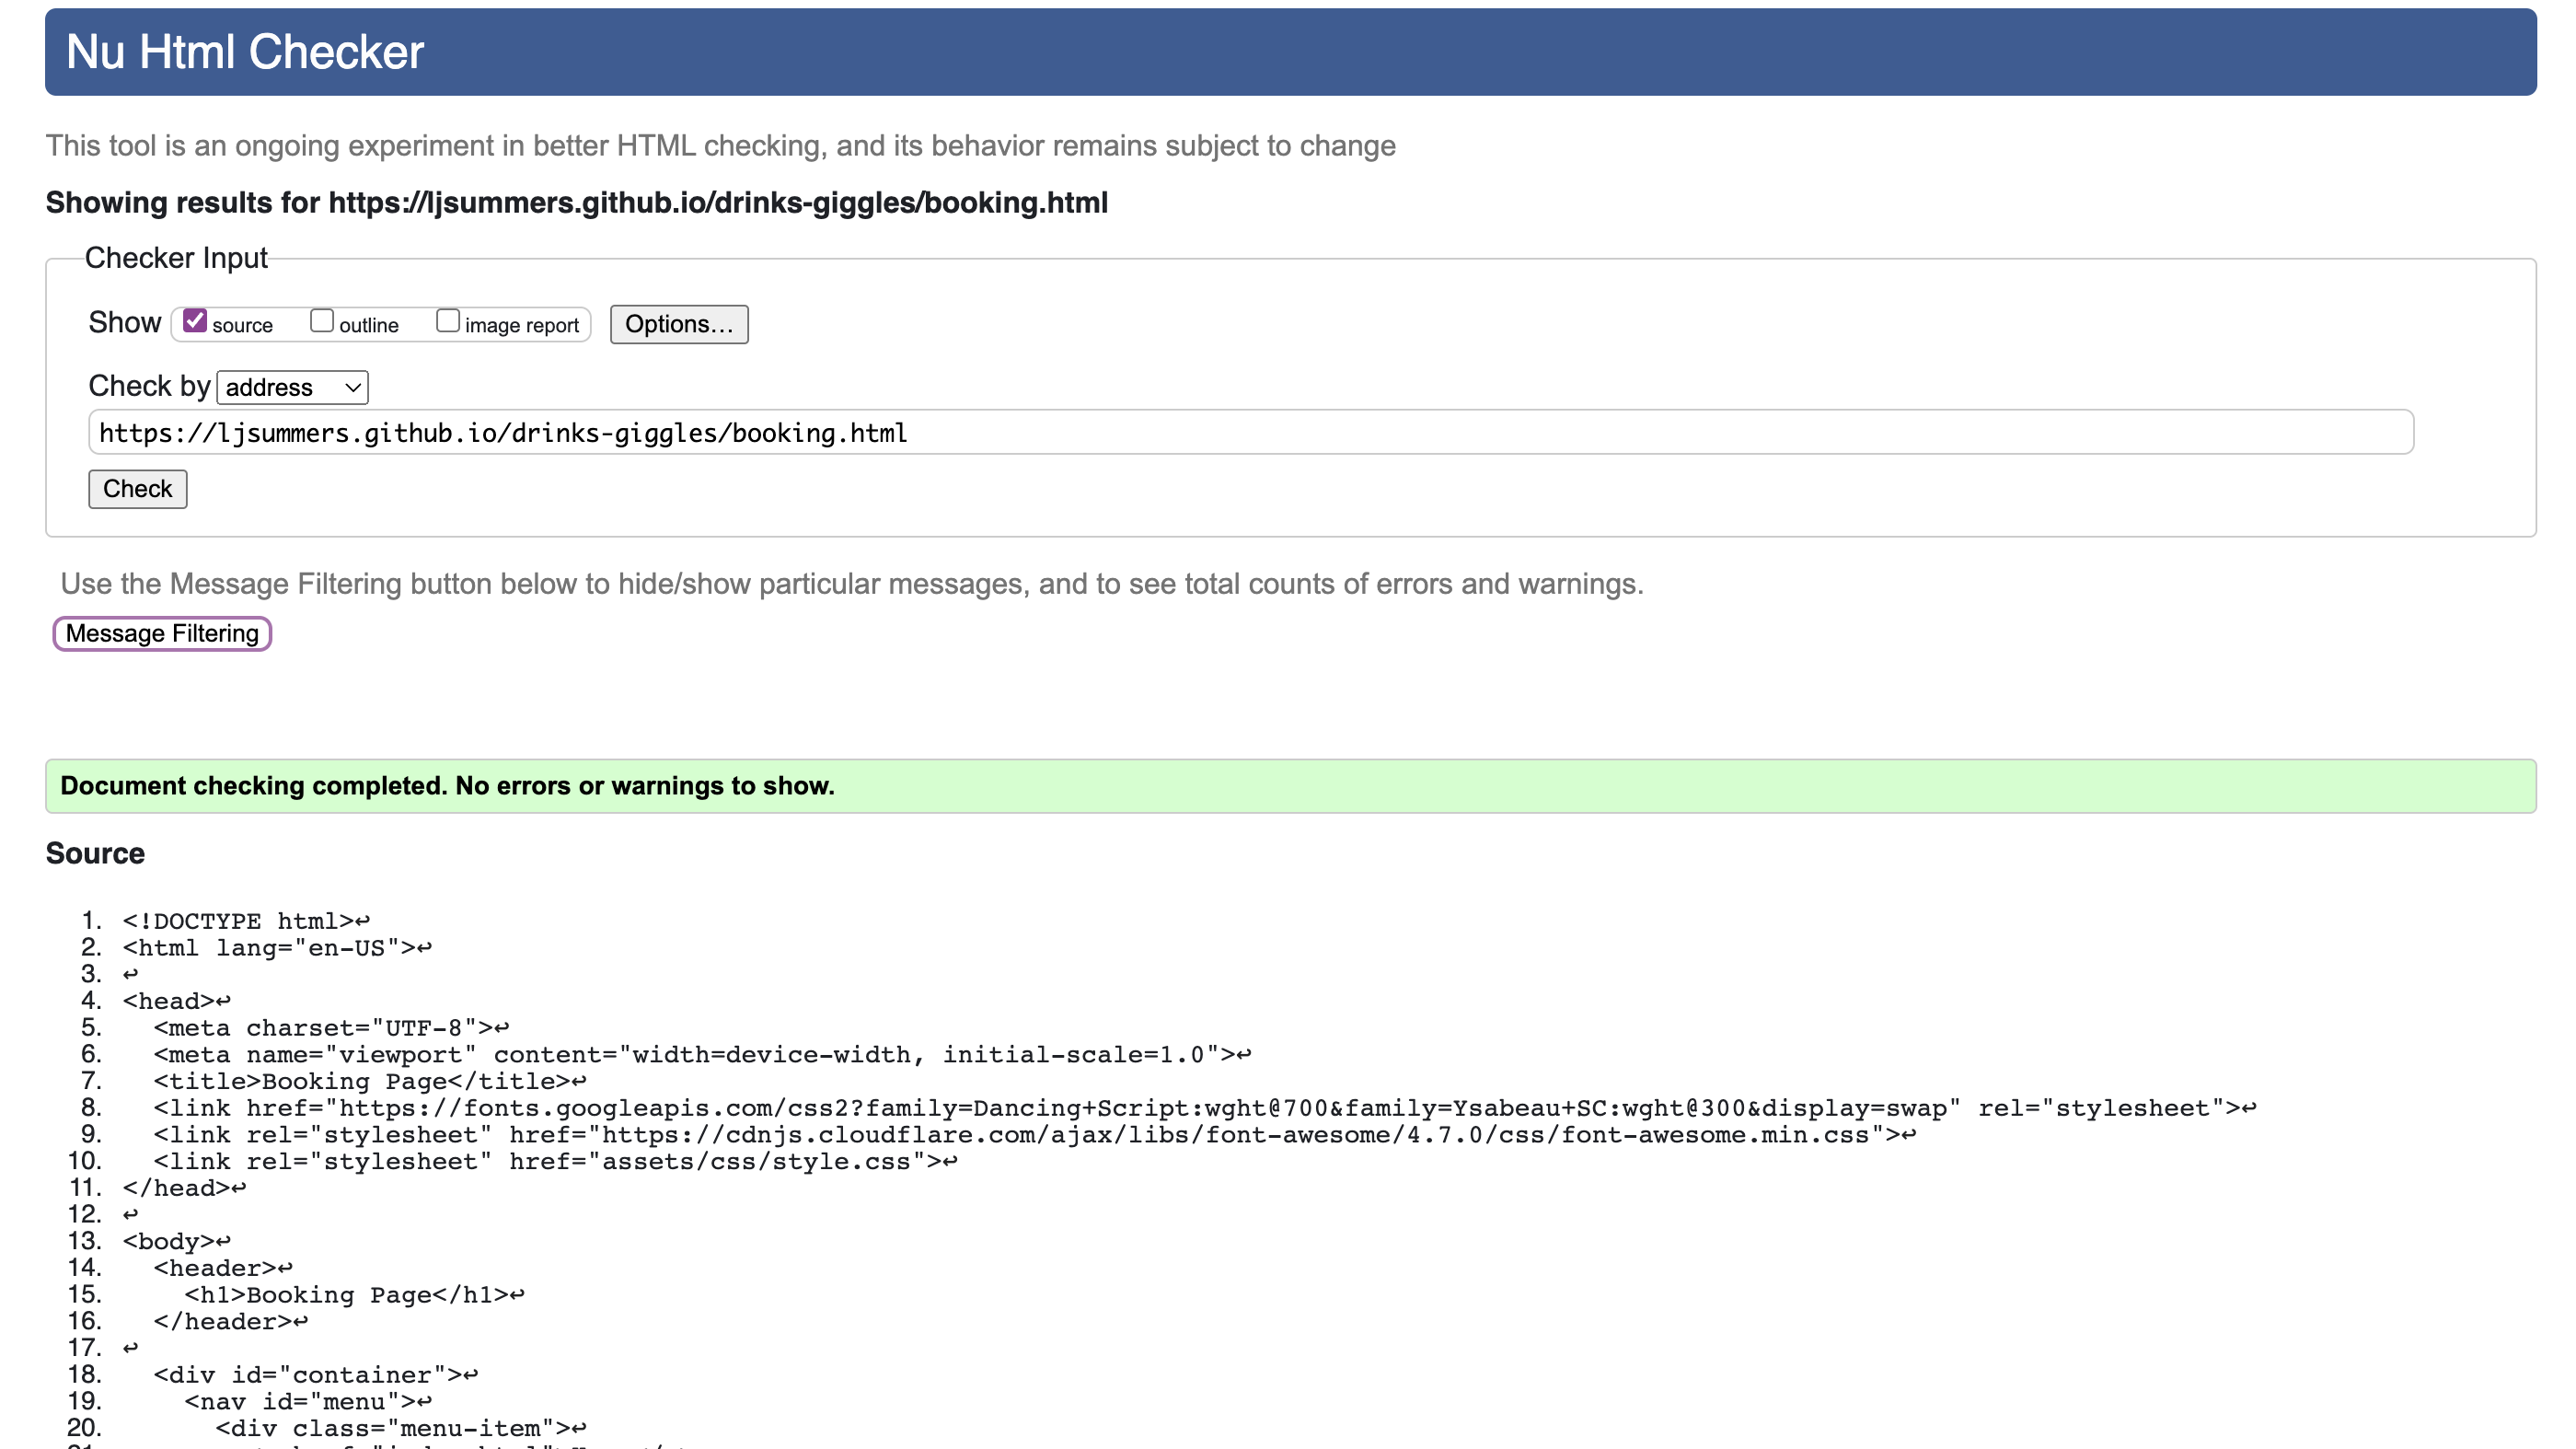 Nu Html Checker
This tool is an ongoing experiment in better HTML checking, and its behavior remains subject to change
Showing results for https://ljsummers.github.io/drinks-giggles/booking.html
Checker Input
Show source outline image report Options...
Check by address
https://ljsummers.github.io/drinks-giggles/booking.html
Check
Use the Message Filtering button below to hide/show particular messages, and to see total counts of errors and warnings.
Message Filtering
Document checking completed. No errors or warnings to show.
Source
1. <!DOCTYPE html>↩
2. <html lang="en-US">↩
3. ↩
4. <head>↩
5. <meta charset="UTF-8">↩
6. <meta name="viewport" content="width=device-width, initial-scale=1.0">↩
7. <title>Booking Page</title>↩
8. <link href="https://fonts.googleapis.com/css2?family=Dancing+Script:wght@700&family=Ysabeau+SC:wght@300&display=swap" rel="stylesheet">↩
9. <link rel="stylesheet" href="https://cdnjs.cloudflare.com/ajax/libs/font-awesome/4.7.0/css/font-awesome.min.css">↩
10. <link rel="stylesheet" href="assets/css/style.css">↩
11. </head>↩
12. ↩
13. <body>↩
14. <header>↩
15. <h1>Booking Page</h1>↩
16. </header>↩
17. ↩
18. <div id="container">↩
19. <nav id="menu">↩
20. <div class="menu-item">↩